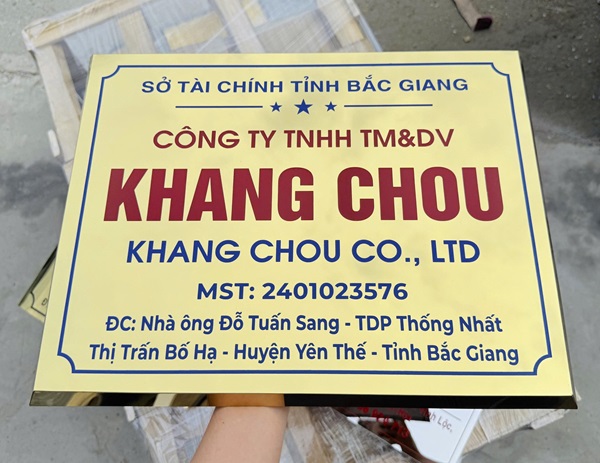 SỞ TÀI CHÍNH TỈNH BẮC GIANG
CÔNG TY TNHH TM&DV
KHANG CHOU
KHANG CHOU CO., LTD
MST: 2401023576
ĐC: Nhà ông Đỗ Tuấn Sang - TDP Thống Nhất
Thị Trấn Bố Hạ - Huyện Yên Thế - Tỉnh Bắc Giang